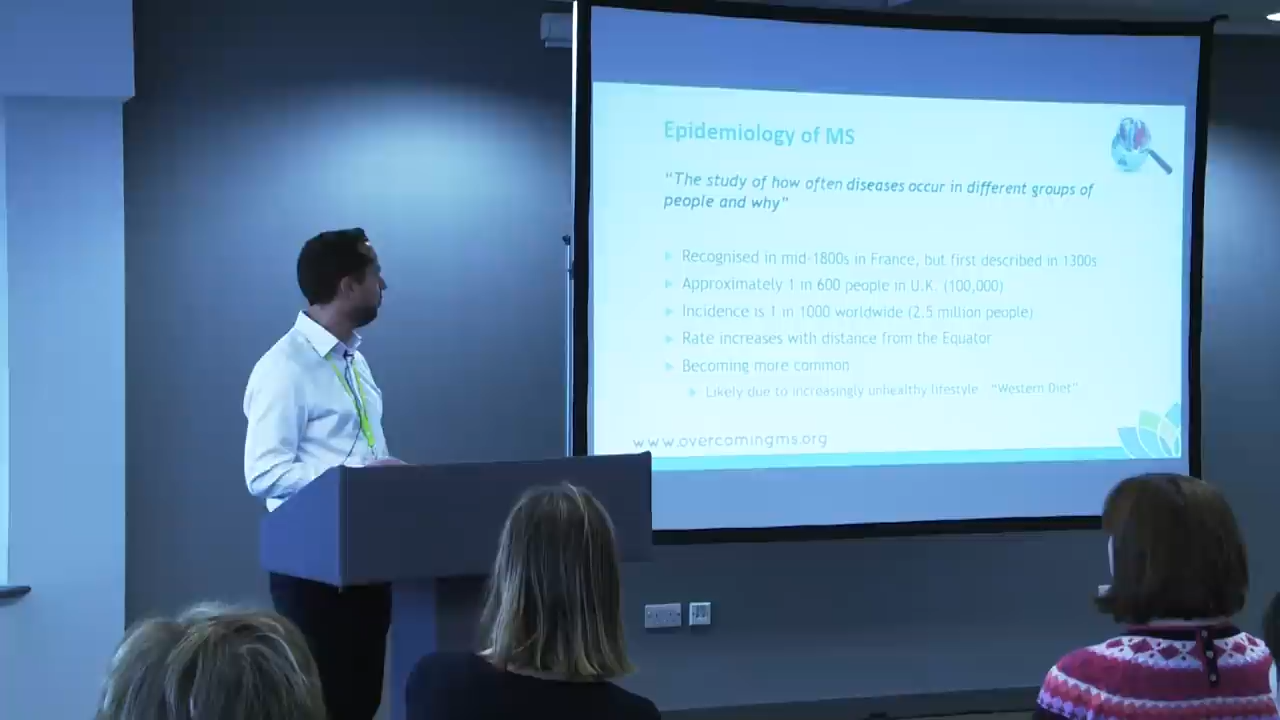 Epidemiology of MS
"The study of how often diseases occur in different groups of
people and why"
Recognised in mid-1800s in France, but first described in 1300s
Approximately 1 in 600 people in U.K. (100,000)
Incidence is 1 in 1000 worldwide (2.5 million people)
Rate increases with distance from the Equator
Becoming more common
Likely due to increasingly unhealthy lifestyle "Western Diet"
www.overcomingms.org